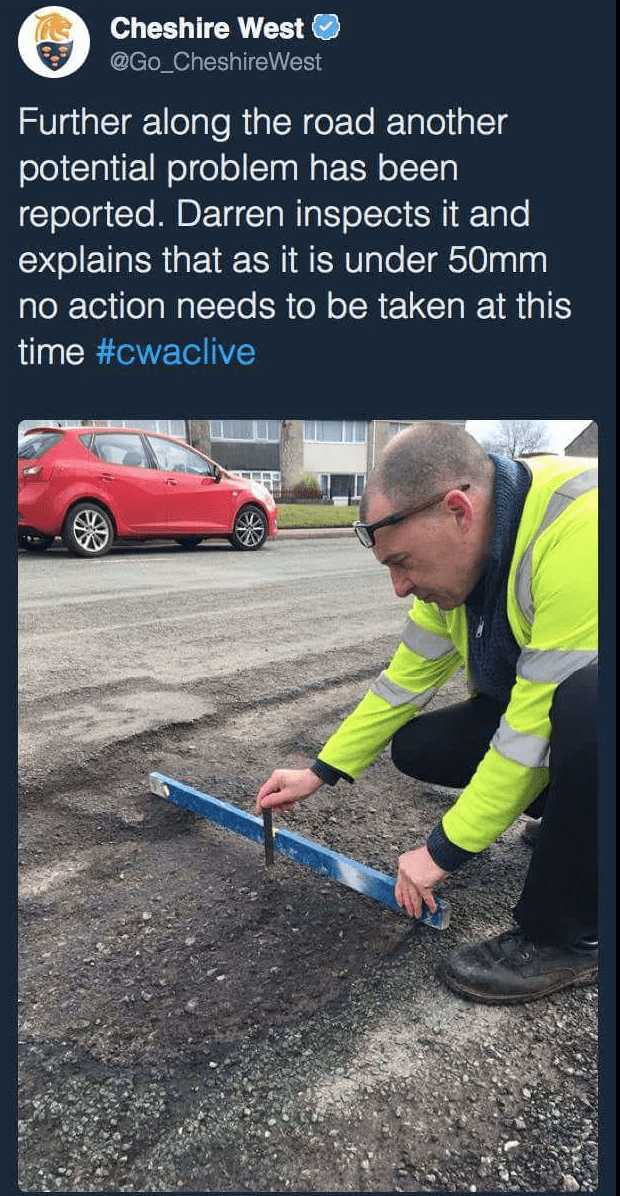 Cheshire West
@Go_CheshireWest
Further along the road another
potential problem has been
reported. Darren inspects it and
explains that as it is under 50mm
no action needs to be taken at this
time #cwaclive